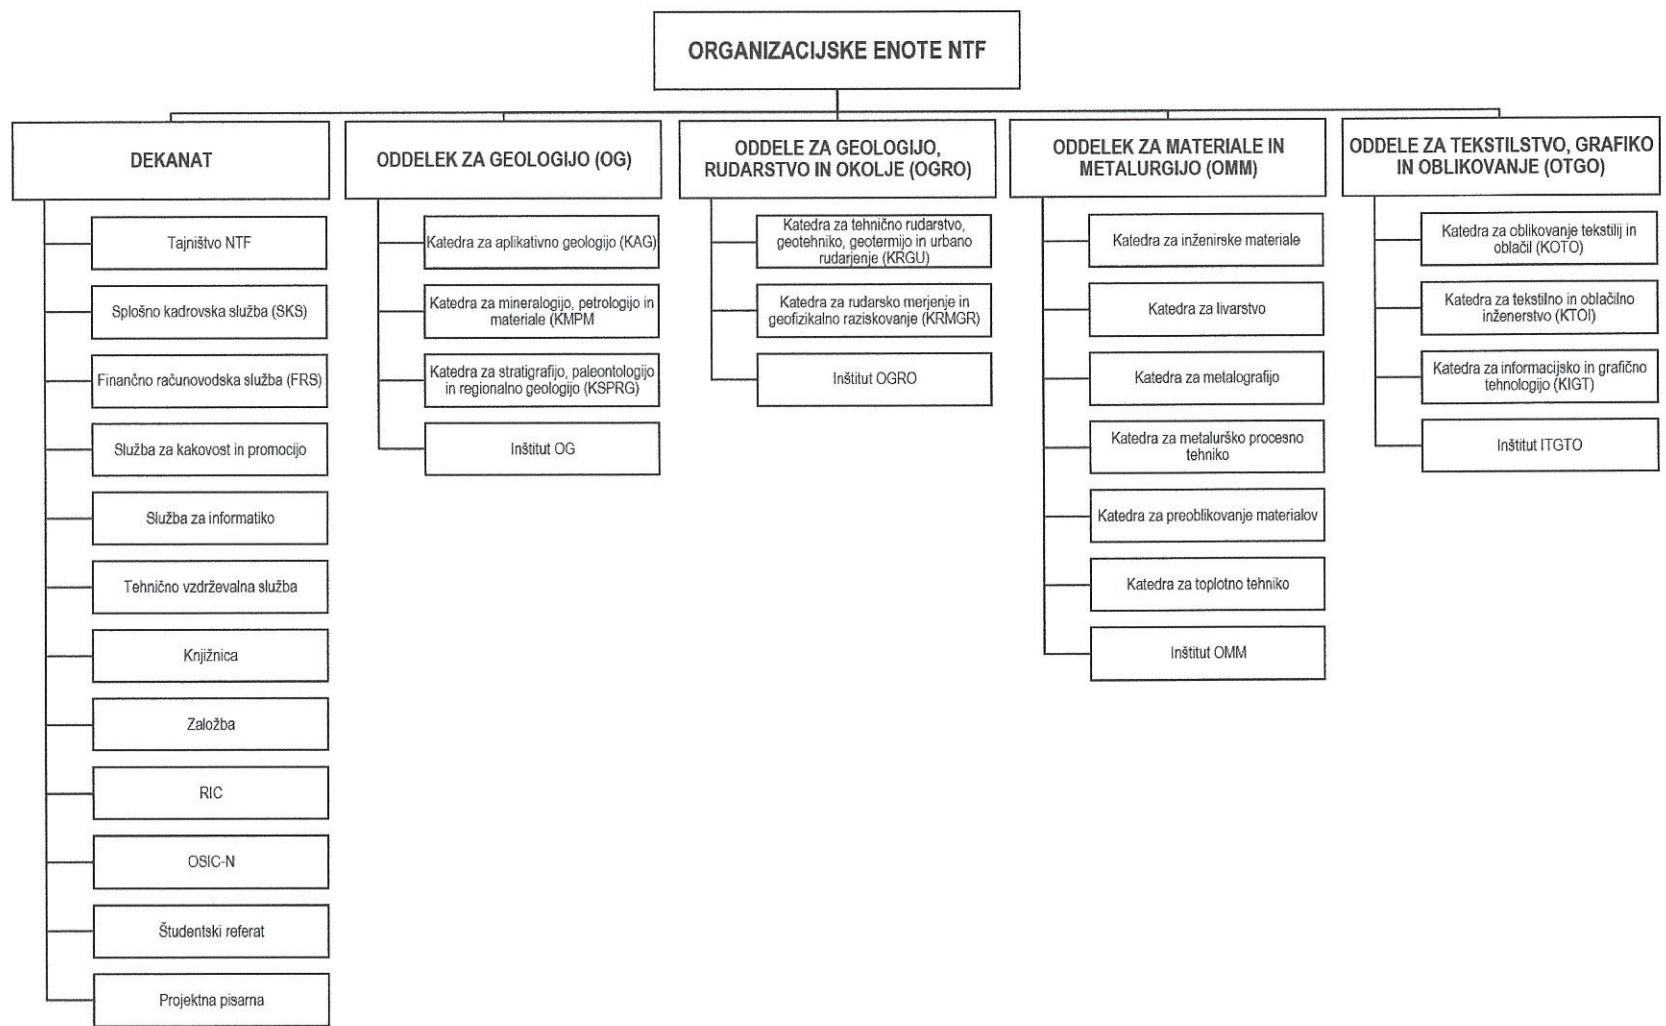 ORGANIZACIJSKE ENOTE NTF
DEKANAT
Tajništvo NTF
Splošno kadrovska služba (SKS)
Finančno računovodska služba (FRS)
Služba za kakovost in promocijo
Služba za informatiko
Tehnično vzdrževalna služba
Knjižnica
Založba
RIC
OSIC-N
Študentski referat
Projektna pisarna
ODDELEK ZA GEOLOGIJO (OG)
Katedra za aplikativno geologijo (KAG)
Katedra za mineralogijo, petrologijo in
materiale (KMPM
Katedra za stratigrafijo, paleontologijo
in regionalno geologijo (KSPRG)
Inštitut OG
ODDELE ZA GEOLOGIJO,
RUDARSTVO IN OKOLJE (OGRO)
Katedra za tehnično rudarstvo,
geotehniko, geotermijo in urbano
rudarjenje (KRGU)
Katedra za rudarsko merjenje in
geofizikalno raziskovanje (KRMGR)
Inštitut OGRO
ODDELEK ZA MATERIALE IN
METALURGIJO (OMM)
Katedra za inženirske materiale
Katedra za livarstvo
Katedra za metalografijo
Katedra za metalurško procesno
tehniko
Katedra za preoblikovanje materialov
Katedra za toplotno tehniko
Inštitut OMM
ODDELE ZA TEKSTILSTVO, GRAFIKO
IN OBLIKOVANJE (OTGO)
Katedra za oblikovanje tekstilij in
oblačil (KOTO)
Katedra za tekstilno in oblačilno
inženerstvo (KTOI)
Katedra za informacijsko in grafično
tehnologijo (KIGT)
Inštitut ITGTO